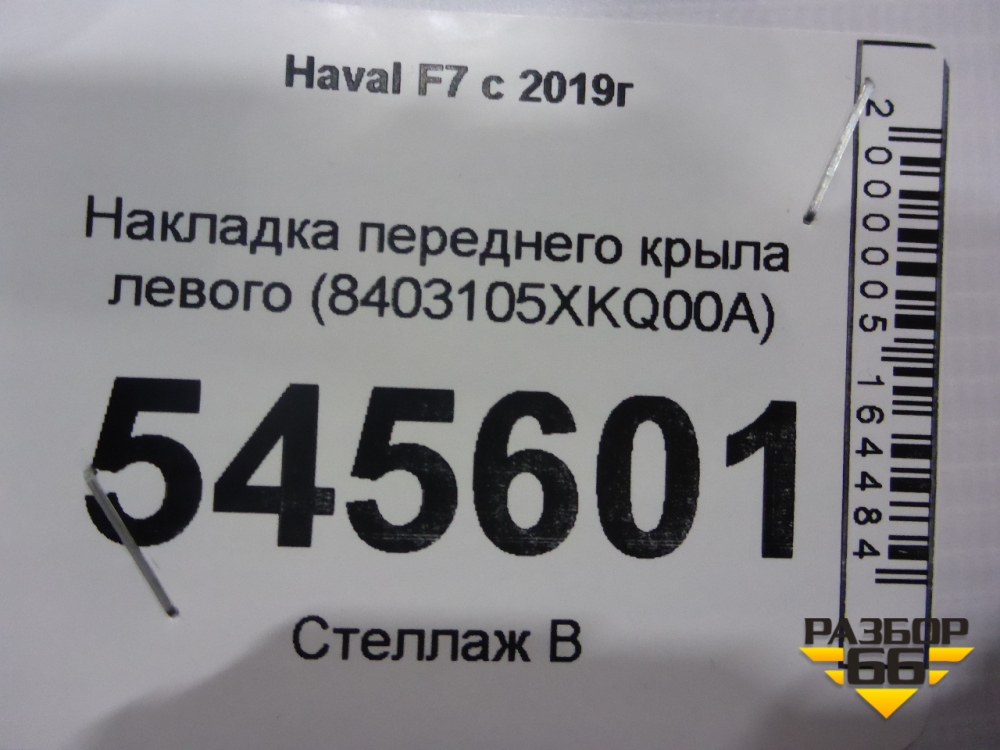 Haval F7 с 2019г
Накладка переднего крыла
левого (8403105XKQ00A)
545601
Стеллаж В
2000005164484
РАЗБОР
66